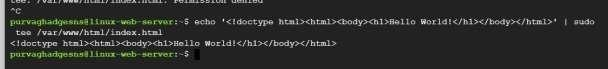 tee: /var/www/html/index.html: Permission denied
^C
purvaghadgesns@linux-web-server:~$ echo '<!doctype html><html><body><h1>Hello World!</h1></body></html>' | sudo
tee /var/www/html/index.html
<!doctype html><html><body><h1>Hello World!</h1></body></html>
purvaghadgesns@linux-web-server:~$